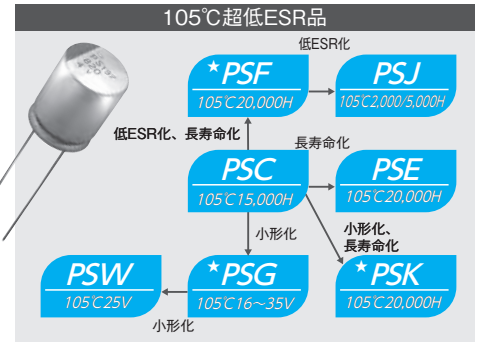 105℃超低ESR品
低ESR化
★PSF
105℃20,000H
PSJ
105℃2,000/5,000H
低ESR化、長寿命化
長寿命化
PSC
105℃15,000H
PSE
105℃20,000H
小形化
小形化、
長寿命化
PSW
105℃25V
★PSG
105℃16〜35V
★PSK
105℃20,000H
小形化